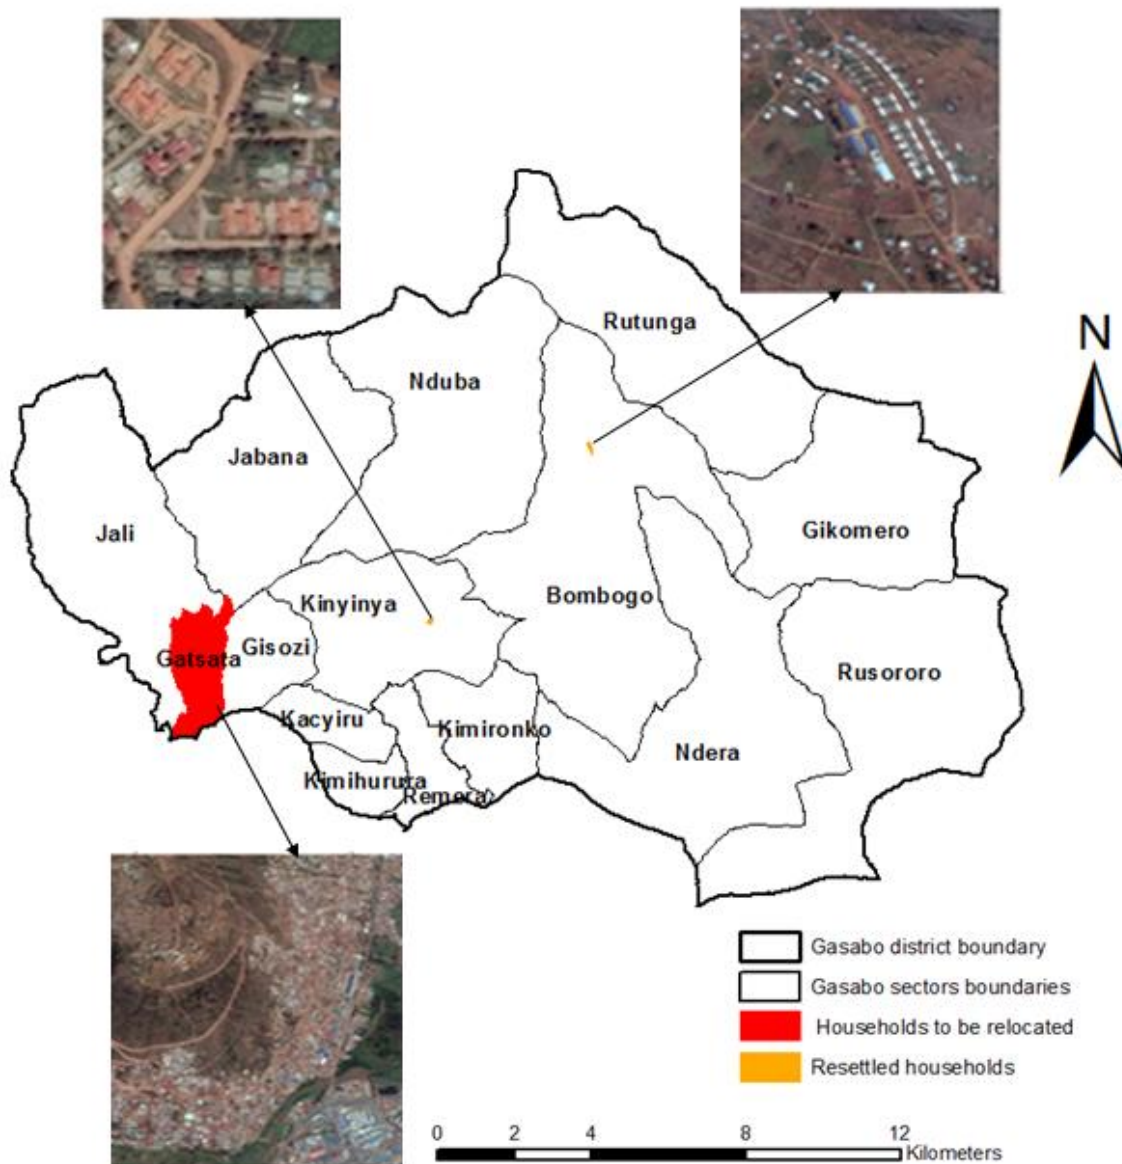 Rutunga
N
Nduba
Jabana
Jali
Gikomero
Bombogo
Kinyinya
Gisozi
Gatsata
Rusororo
Kacyiru
Kimironko
Ndera
Kimihurura
Remera
Gasabo district boundary
Gasabo sectors boundaries
Households to be relocated
Resettled households
0 2 4 8 12
Kilometers